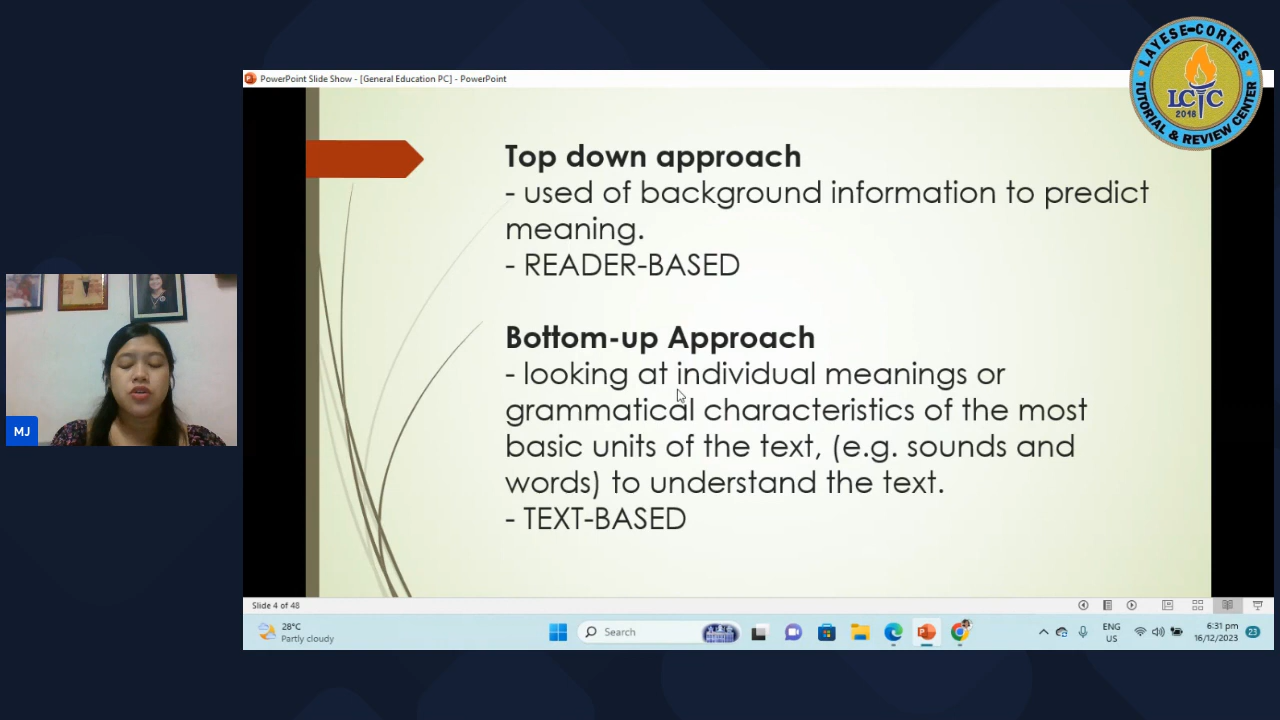 LAYESE-CORTES'
LCTC
2018
TUTORIAL & REVIEW CENTER
PowerPoint Slide Show - [General Education PC] - PowerPoint
Top down approach
- used of background information to predict
meaning.
- READER-BASED
Bottom-up Approach
- looking at individual meanings or
grammatical characteristics of the most
basic units of the text, (e.g. sounds and
words) to understand the text.
- TEXT-BASED
MJ
Slide 4 of 48
28°C
Partly cloudy
Search
ENG
US
6:31 pm
16/12/2023
23